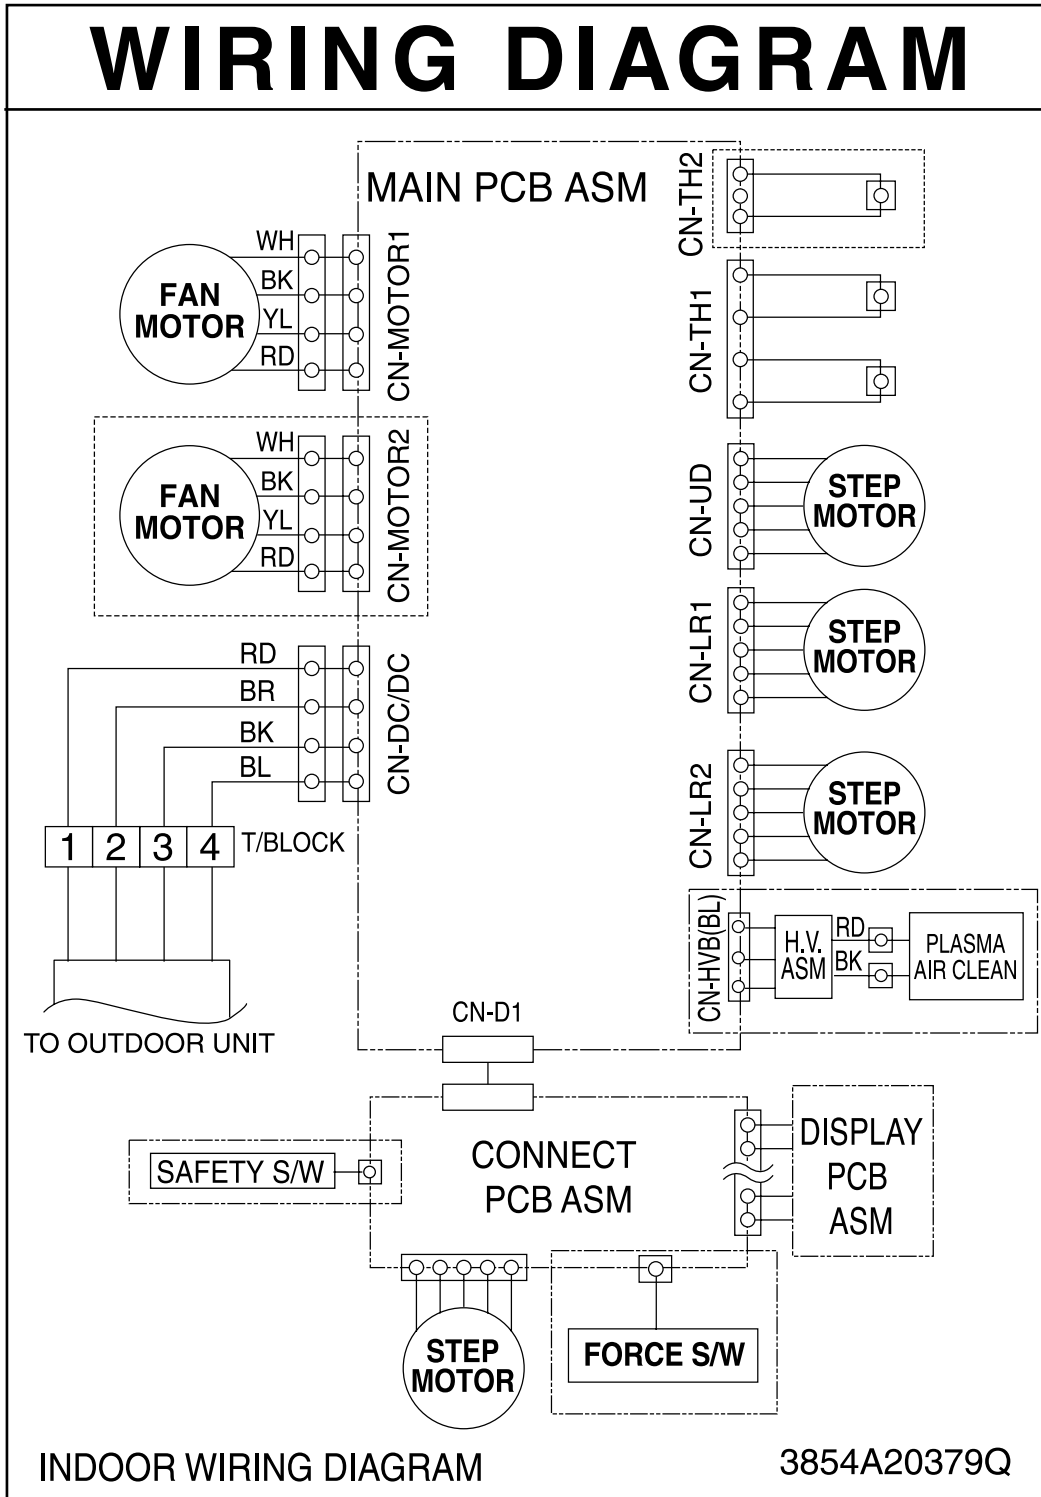 WIRING DIAGRAM
MAIN PCB ASM
CN-TH2
WH
BK
YL
RD
FAN
MOTOR
CN-MOTOR1
CN-TH1
WH
BK
YL
RD
FAN
MOTOR
CN-MOTOR2
CN-UD
STEP
MOTOR
CN-LR1
STEP
MOTOR
RD
BR
BK
BL
CN-DC/DC
CN-LR2
STEP
MOTOR
1 2 3 4 T/BLOCK
TO OUTDOOR UNIT
CN-HVB(BL)
H.V.
ASM
RD
BK
PLASMA
AIR CLEAN
CN-D1
SAFETY S/W
CONNECT
PCB ASM
DISPLAY
PCB
ASM
STEP
MOTOR
FORCE S/W
INDOOR WIRING DIAGRAM
3854A20379Q